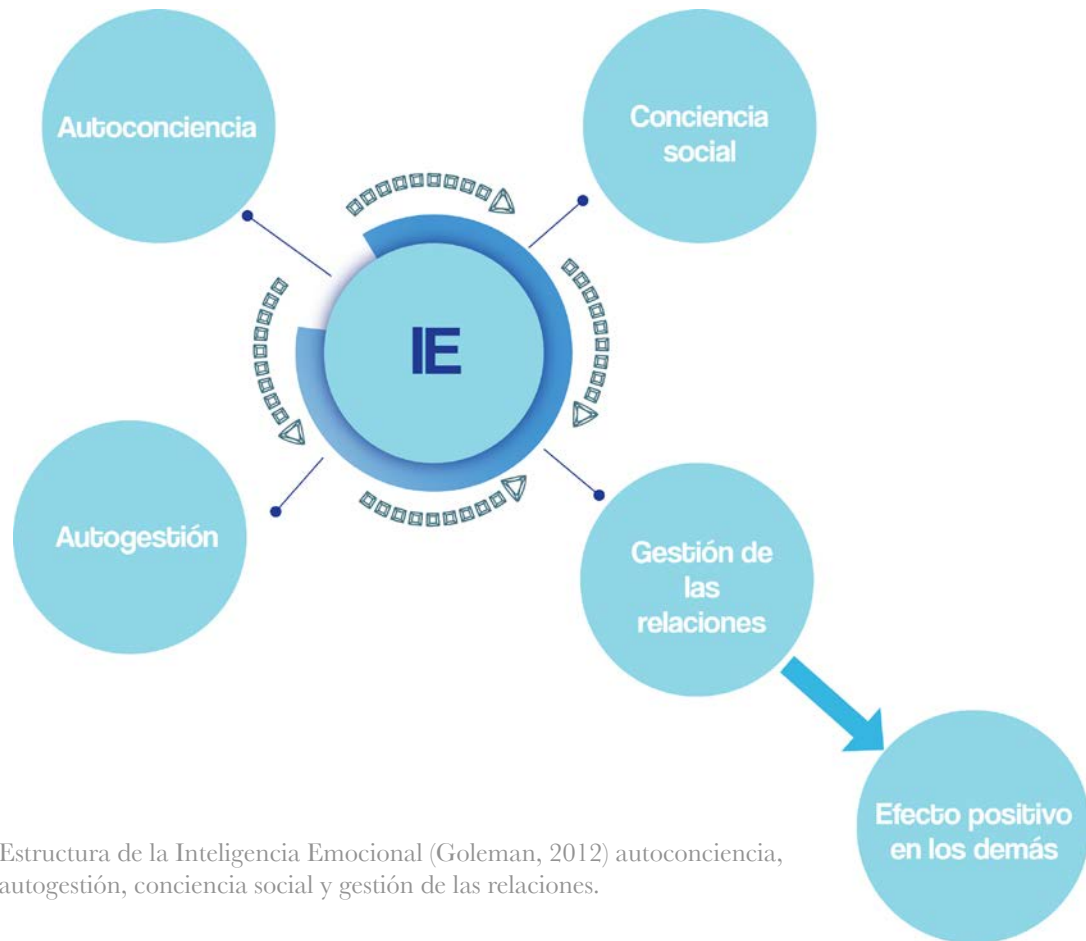 Autoconciencia
Conciencia
social
IE
Autogestión
Gestión de
las
relaciones
Efecto positivo
en los demás
Estructura de la Inteligencia Emocional (Goleman, 2012) autoconciencia,
autogestión, conciencia social y gestión de las relaciones.